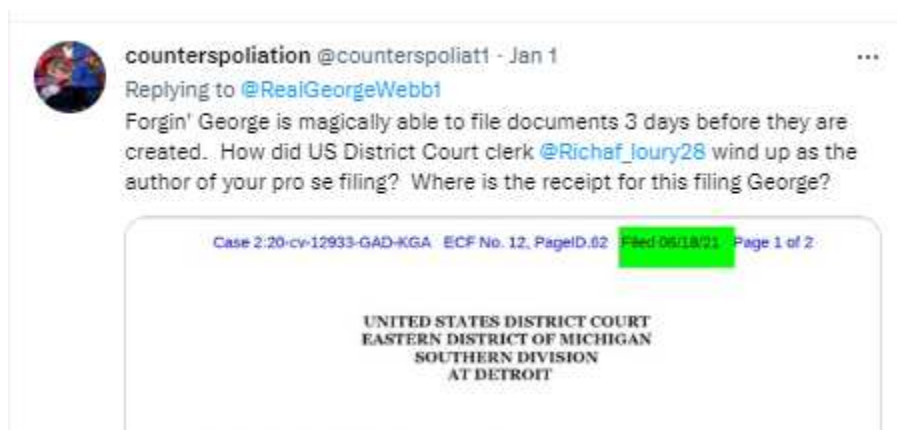 counterspoliation @counterspoliatt1 · Jan 1
Replying to @RealGeorgeWebb1
Forgin' George is magically able to file documents 3 days before they are
created. How did US District Court clerk @Richaf_loury28 wind up as the
author of your pro se filing? Where is the receipt for this filing George?
Case 2:20-cv-12933-GAD-KGA ECF No. 12, PageID.62 Filed 06/18/21 Page 1 of 2
UNITED STATES DISTRICT COURT
EASTERN DISTRICT OF MICHIGAN
SOUTHERN DIVISION
AT DETROIT